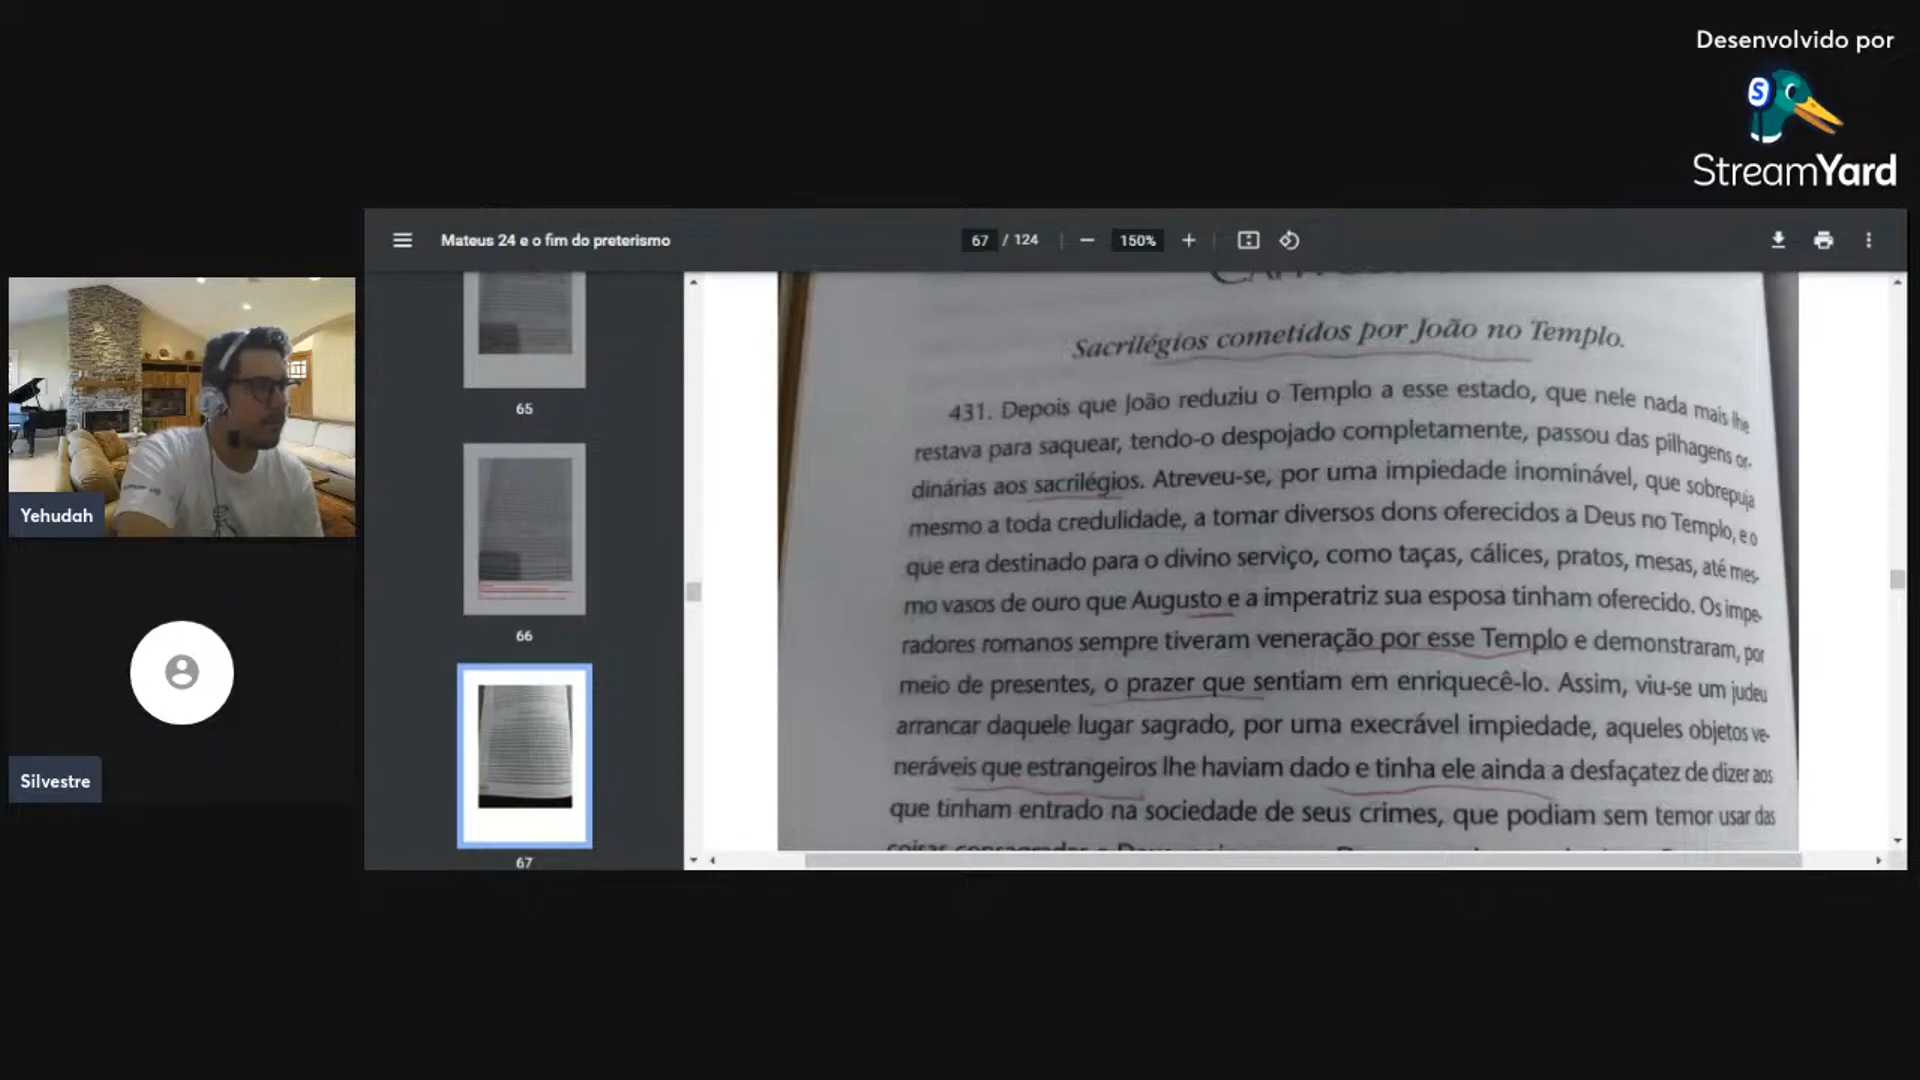 Desenvolvido por
StreamYard
Mateus 24 e o fim do preterismo
67 / 124
150%
65
66
67
Yehudah
Silvestre
Sacrilégios cometidos por João no Templo.
431. Depois que João reduziu o Templo a esse estado, que nele nada mais lhe
restava para saquear, tendo-o despojado completamente, passou das pilhagens or-
dinárias aos sacrilégios. Atreveu-se, por uma impiedade inominável, que sobrepuja
mesmo a toda credulidade, a tomar diversos dons oferecidos a Deus no Templo, e o
que era destinado para o divino serviço, como taças, cálices, pratos, mesas, até mes-
mo vasos de ouro que Augusto e a imperatriz sua esposa tinham oferecido. Os impe-
radores romanos sempre tiveram veneração por esse Templo e demonstraram, por
meio de presentes, o prazer que sentiam em enriquecê-lo. Assim, viu-se um judeu
arrancar daquele lugar sagrado, por uma execrável impiedade, aqueles objetos ve-
neráveis que estrangeiros lhe haviam dado e tinha ele ainda a desfaçatez de dizer aos
que tinham entrado na sociedade de seus crimes, que podiam sem temor usar das